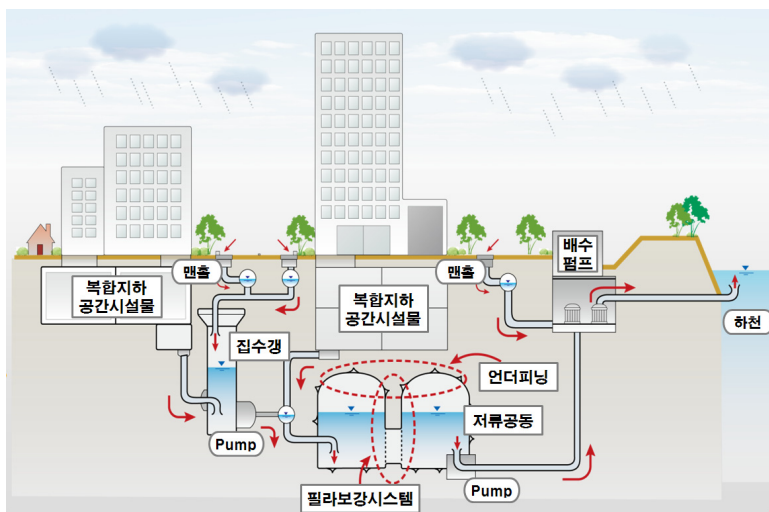 맨홀
복합지하
공간시설물
복합지하
공간시설물
맨홀
배수
펌프
하천
집수갱
언더피닝
저류공동
Pump
필라보강시스템
Pump